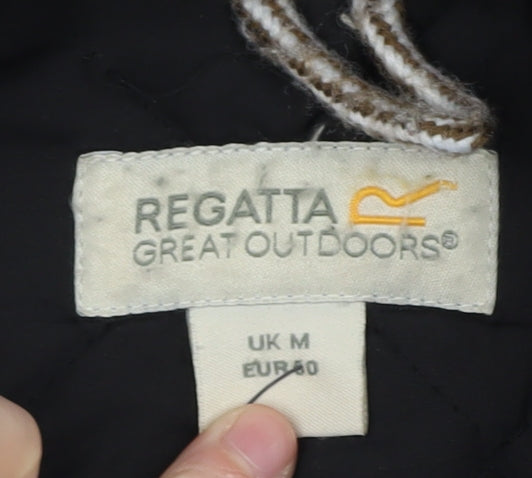 REGATTA
GREAT OUTDOORS®
UK M
EUR 50